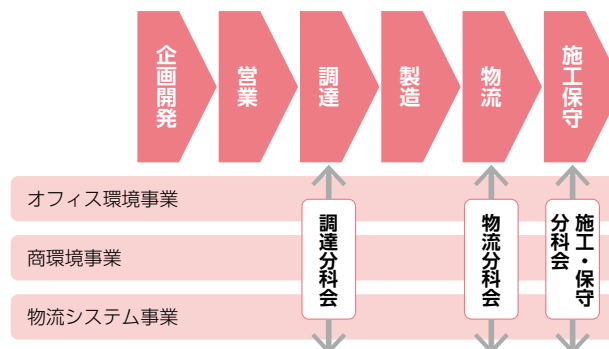 企画開発
営業
調達
製造
物流
施工保守
オフィス環境事業
商環境事業
物流システム事業
調達分科会
物流分科会
施工・保守
分科会